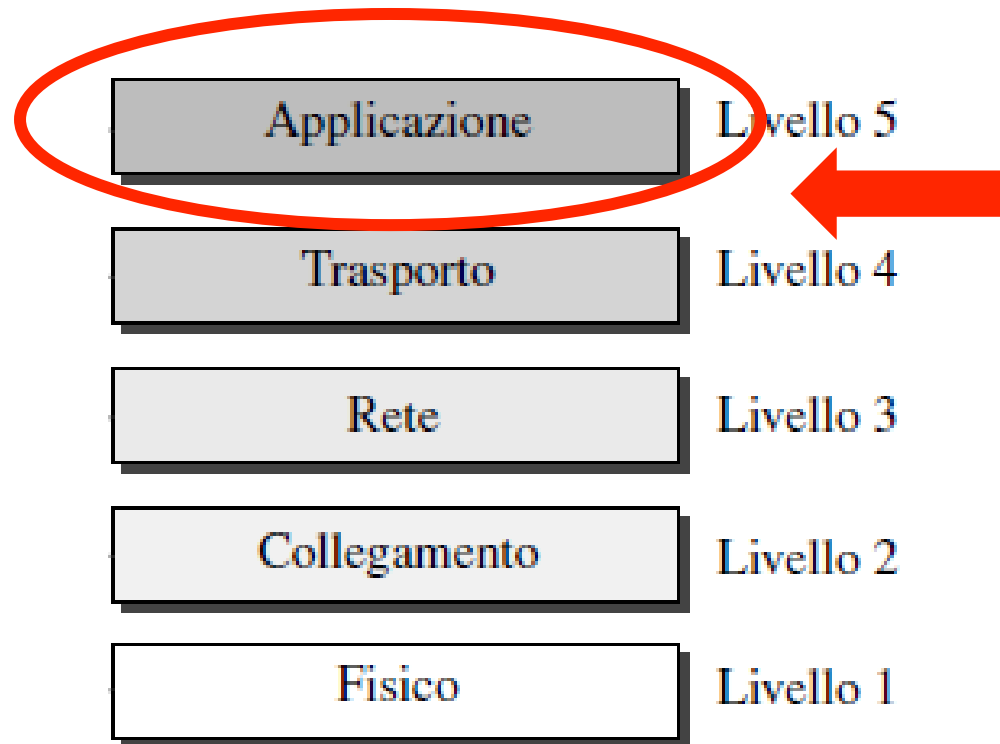 Applicazione Livello 5
Trasporto Livello 4
Rete Livello 3
Collegamento Livello 2
Fisico Livello 1